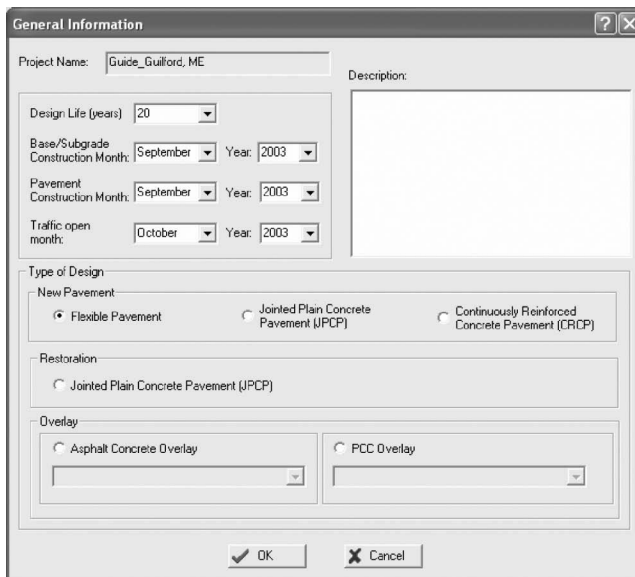 General Information
Project Name: Guide_Guilford, ME
Description:
Design Life (years) 20
Base/Subgrade
Construction Month: September Year: 2003
Pavement
Construction Month: September Year: 2003
Traffic open
month: October Year: 2003
Type of Design
New Pavement
Flexible Pavement
Jointed Plain Concrete
Pavement (JPCP)
Continuously Reinforced
Concrete Pavement (CRCP)
Restoration
Jointed Plain Concrete Pavement (JPCP)
Overlay
Asphalt Concrete Overlay
PCC Overlay
OK
Cancel